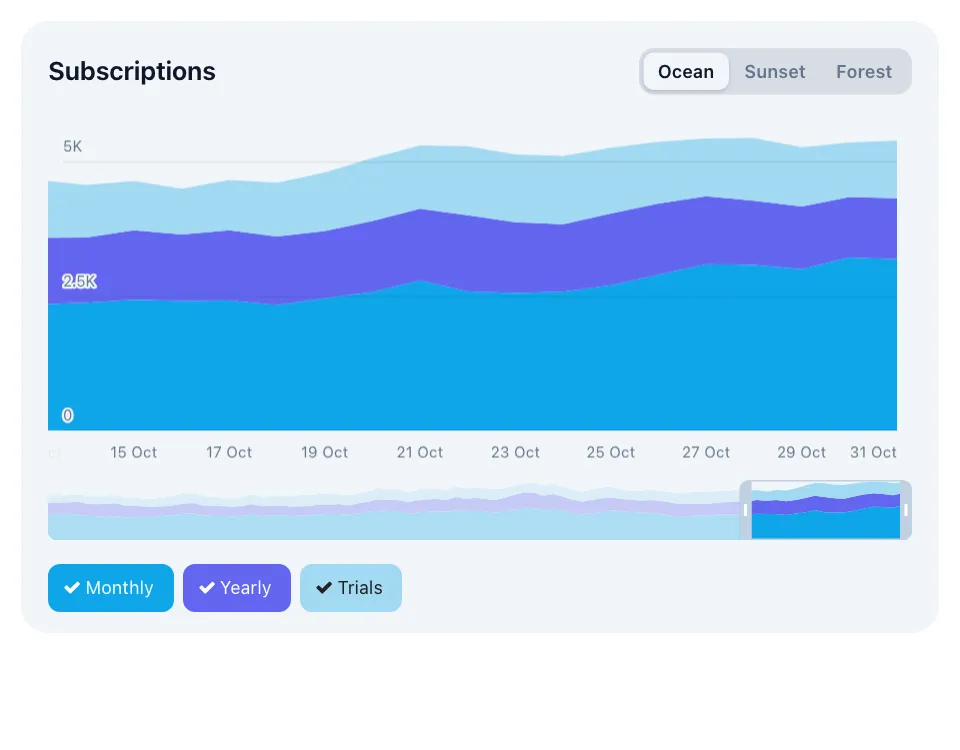 Subscriptions
Ocean Sunset Forest
5K
2.5K
0
15 Oct 17 Oct 19 Oct 21 Oct 23 Oct 25 Oct 27 Oct 29 Oct 31 Oct
Monthly Yearly Trials